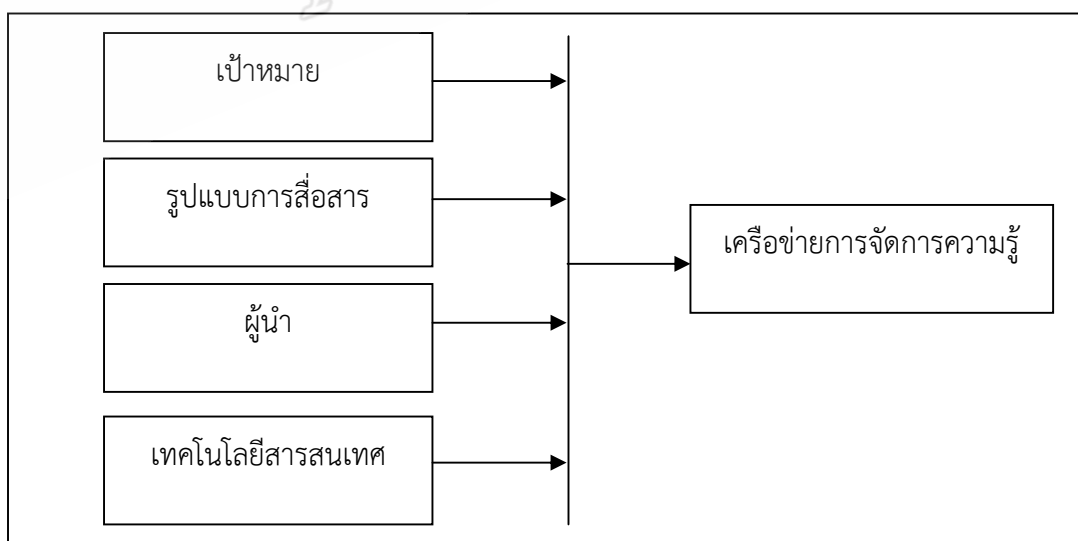 เป้าหมาย
รูปแบบการสื่อสาร
ผู้นำ
เทคโนโลยีสารสนเทศ
เครือข่ายการจัดการความรู้